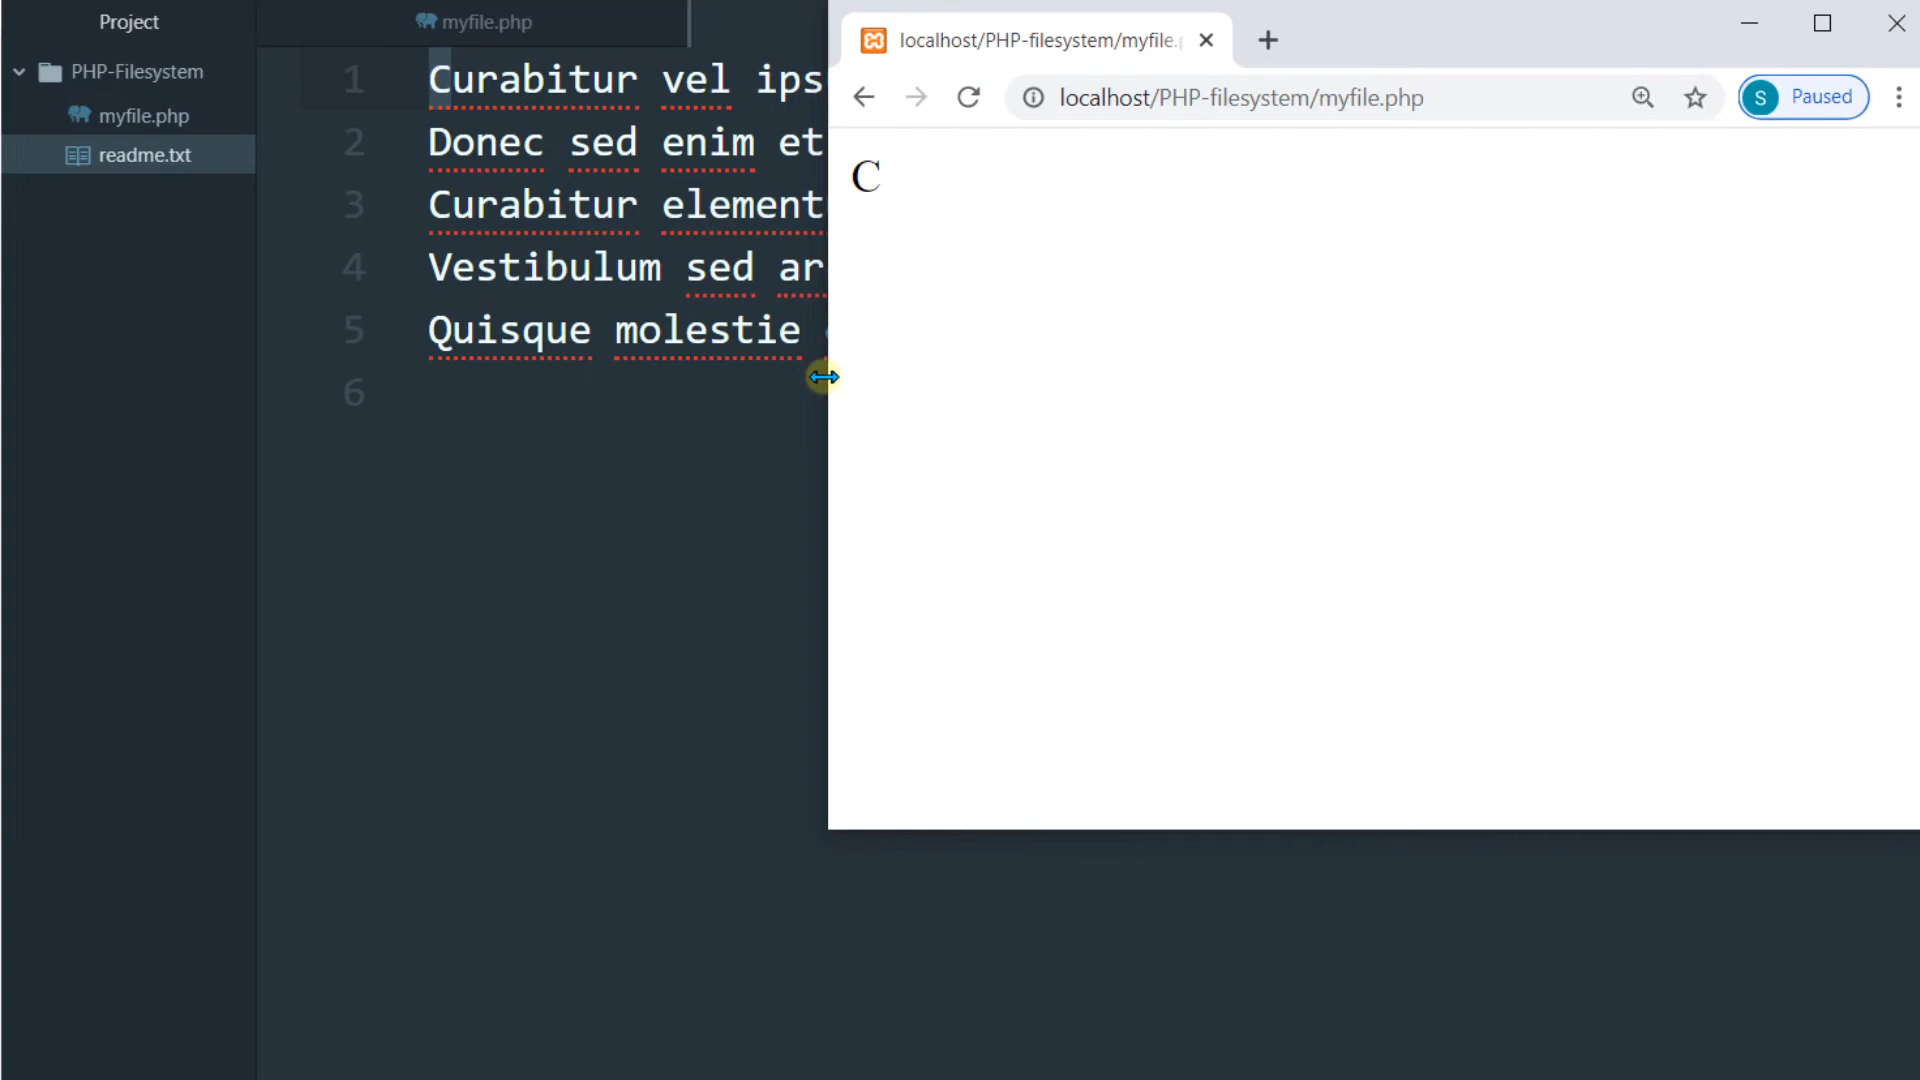 Project
PHP-Filesystem
myfile.php
readme.txt
myfile.php
1 Curabitur vel ips
2 Donec sed enim et
3 Curabitur element
4 Vestibulum sed ar
5 Quisque molestie
6
localhost/PHP-filesystem/myfile.p
localhost/PHP-filesystem/myfile.php
S Paused
C